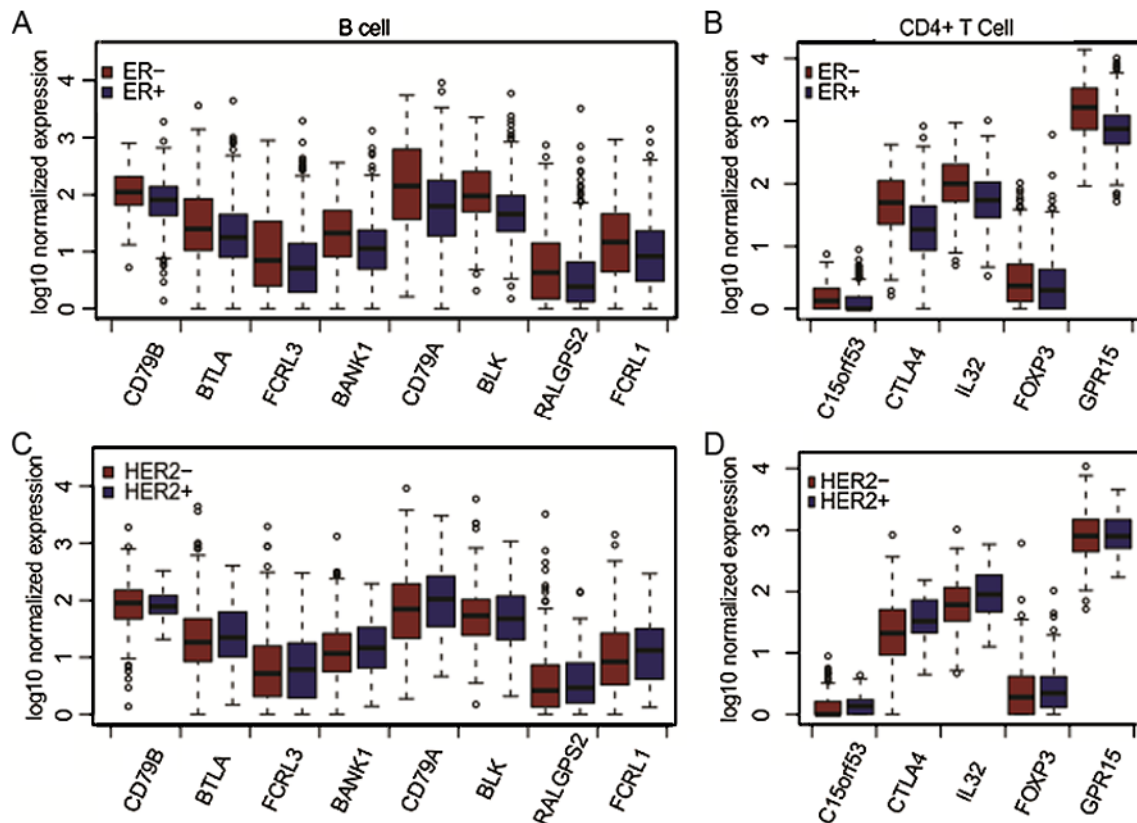 A
B cell
ER−
ER+
log10 normalized expression
4
3
2
1
0
CD79B
BTLA
FCRL3
BANK1
CD79A
BLK
RALGPS2
FCRL1
B
CD4+ T Cell
ER−
ER+
log10 normalized expression
4
3
2
1
0
C15orf53
CTLA4
IL32
FOXP3
GPR15
C
HER2−
HER2+
log10 normalized expression
4
3
2
1
0
CD79B
BTLA
FCRL3
BANK1
CD79A
BLK
RALGPS2
FCRL1
D
HER2−
HER2+
log10 normalized expression
4
3
2
1
0
C15orf53
CTLA4
IL32
FOXP3
GPR15